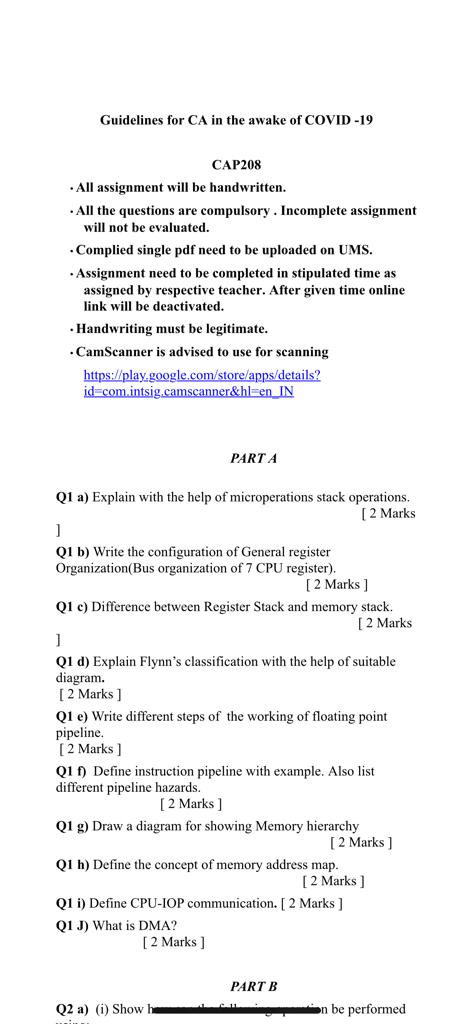 Guidelines for CA in the awake of COVID -19
CAP208
• All assignment will be handwritten.
• All the questions are compulsory . Incomplete assignment
will not be evaluated.
• Complied single pdf need to be uploaded on UMS.
• Assignment need to be completed in stipulated time as
assigned by respective teacher. After given time online
link will be deactivated.
• Handwriting must be legitimate.
• CamScanner is advised to use for scanning
https://play.google.com/store/apps/details?
id=com.intsig.camscanner&hl=en_IN
PART A
Q1 a) Explain with the help of microperations stack operations.
[ 2 Marks
]
Q1 b) Write the configuration of General register
Organization(Bus organization of 7 CPU register).
[ 2 Marks ]
Q1 c) Difference between Register Stack and memory stack.
[ 2 Marks
]
Q1 d) Explain Flynn's classification with the help of suitable
diagram.
[ 2 Marks ]
Q1 e) Write different steps of the working of floating point
pipeline.
[ 2 Marks ]
Q1 f) Define instruction pipeline with example. Also list
different pipeline hazards.
[ 2 Marks ]
Q1 g) Draw a diagram for showing Memory hierarchy
[ 2 Marks ]
Q1 h) Define the concept of memory address map.
[ 2 Marks ]
Q1 i) Define CPU-IOP communication. [ 2 Marks ]
Q1 J) What is DMA?
[ 2 Marks ]
PART B
Q2 a) (i) Show be performed